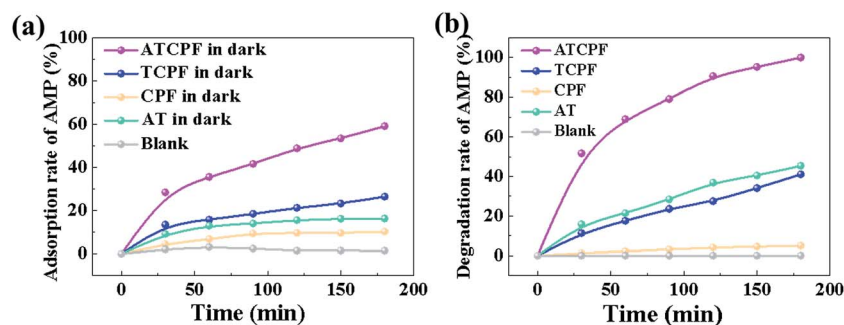 (a)
Adsorption rate of AMP (%)
100
80
60
40
20
0
ATCPF in dark
TCPF in dark
CPF in dark
AT in dark
Blank
0 50 100 150 200
Time (min)
(b)
Degradation rate of AMP (%)
100
80
60
40
20
0
ATCPF
TCPF
CPF
AT
Blank
0 50 100 150 200
Time (min)